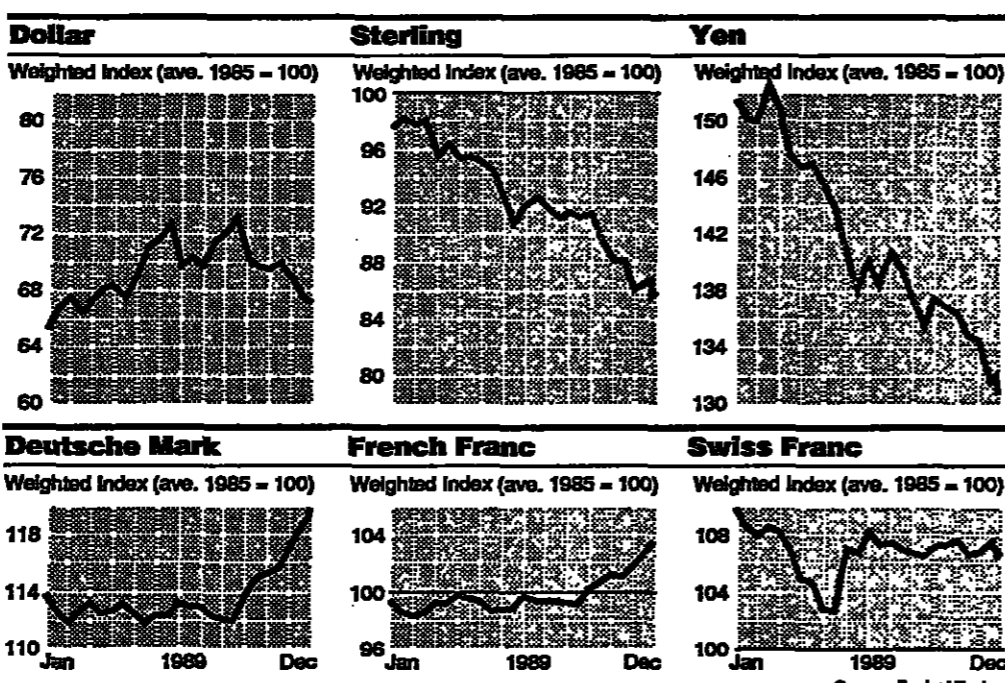 Dollar
Weighted Index (ave. 1985 = 100)
80
76
72
68
64
60
Sterling
Weighted Index (ave. 1985 = 100)
100
96
92
88
84
80
Yen
Weighted Index (ave. 1985 = 100)
150
146
142
138
134
130
Deutsche Mark
Weighted Index (ave. 1985 = 100)
118
114
110
Jan 1989 Dec
French Franc
Weighted Index (ave. 1985 = 100)
104
100
96
Jan 1989 Dec
Swiss Franc
Weighted Index (ave. 1985 = 100)
108
104
100
Jan 1989 Dec